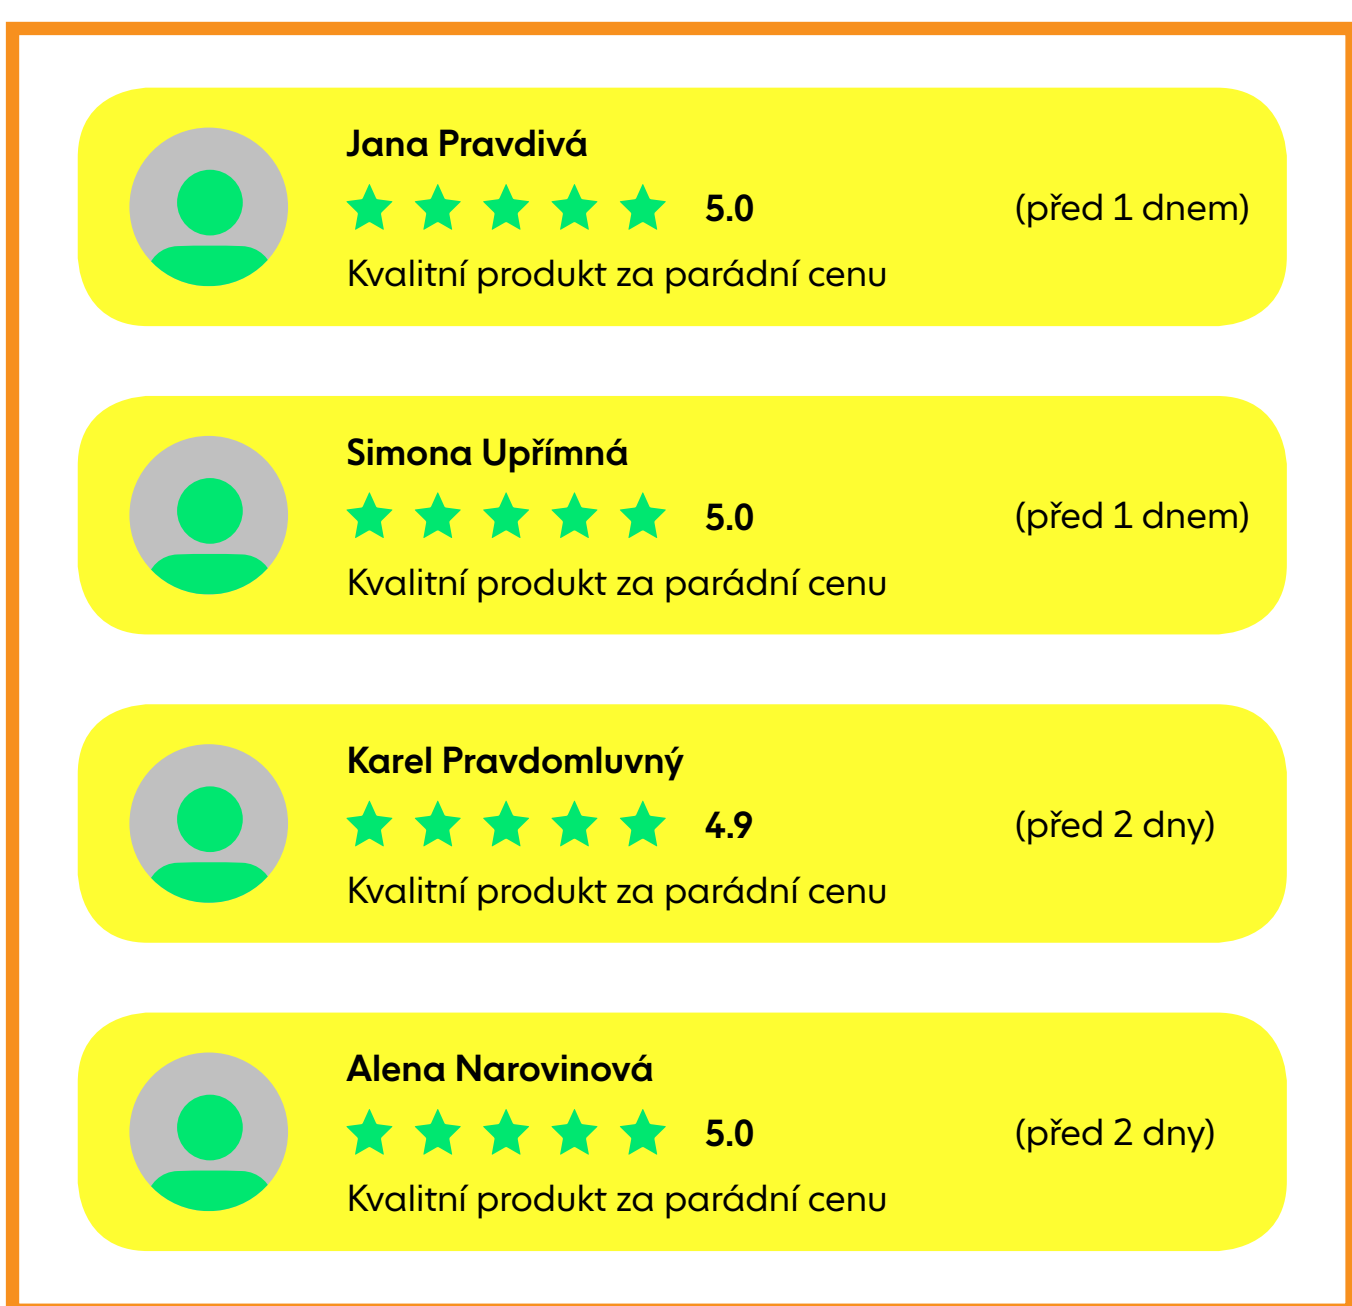 Jana Pravdivá
5.0 (před 1 dnem)
Kvalitní produkt za parádní cenu
Simona Upřímná
5.0 (před 1 dnem)
Kvalitní produkt za parádní cenu
Karel Pravdomluvný
4.9 (před 2 dny)
Kvalitní produkt za parádní cenu
Alena Narovinová
5.0 (před 2 dny)
Kvalitní produkt za parádní cenu